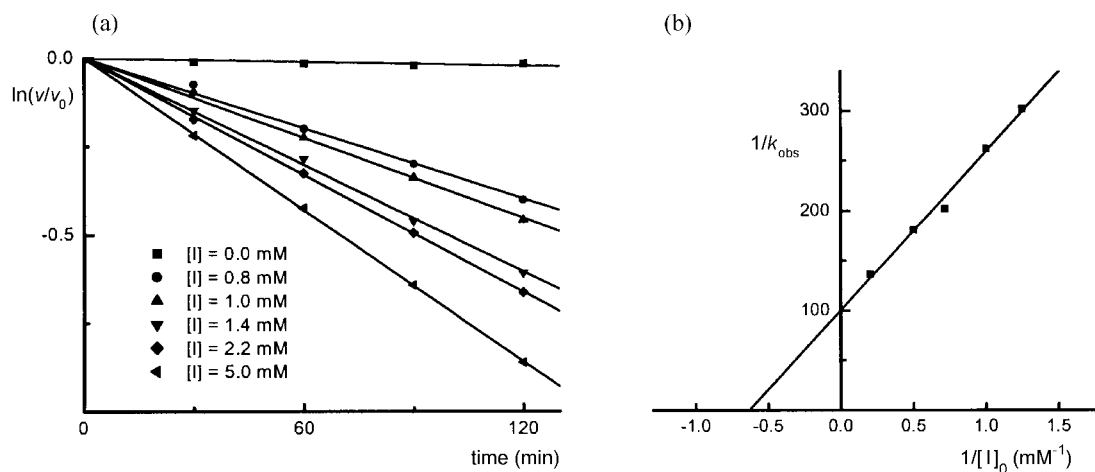 (a)
0.0
ln(v/v0)
-0.5
[I] = 0.0 mM
[I] = 0.8 mM
[I] = 1.0 mM
[I] = 1.4 mM
[I] = 2.2 mM
[I] = 5.0 mM
0 60 120
time (min)
(b)
300
1/kobs
200
100
-1.0 -0.5 0.0 0.5 1.0 1.5
1/[I]0 (mM-1)